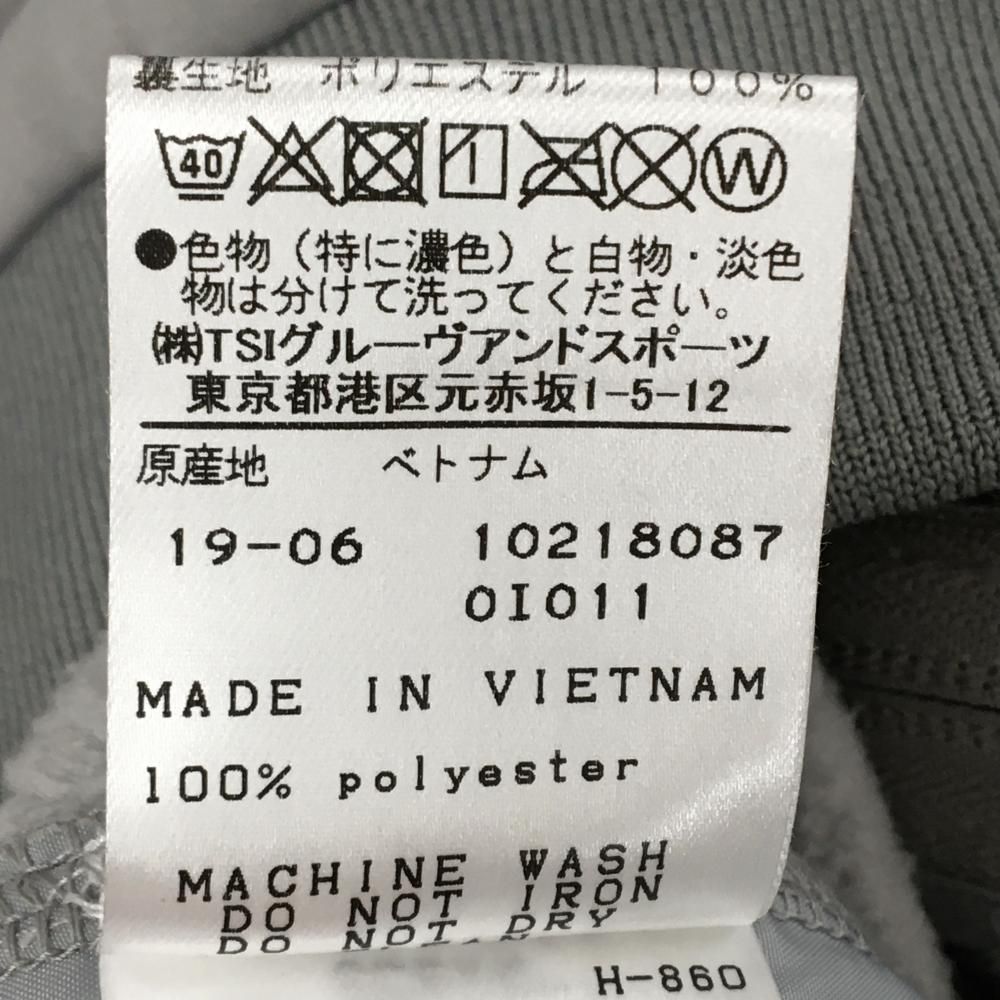 裏生地 ポリエステル 100%
40 W
●色物（特に濃色）と白物・淡色
物は分けて洗ってください。
㈱TSIグルーヴアンドスポーツ
東京都港区元赤坂1-5-12
原産地 ベトナム
19-06 10218087
0I011
MADE IN VIETNAM
100% polyester
MACHINE WASH
DO NOT IRON
DO NOT DRY
H-860